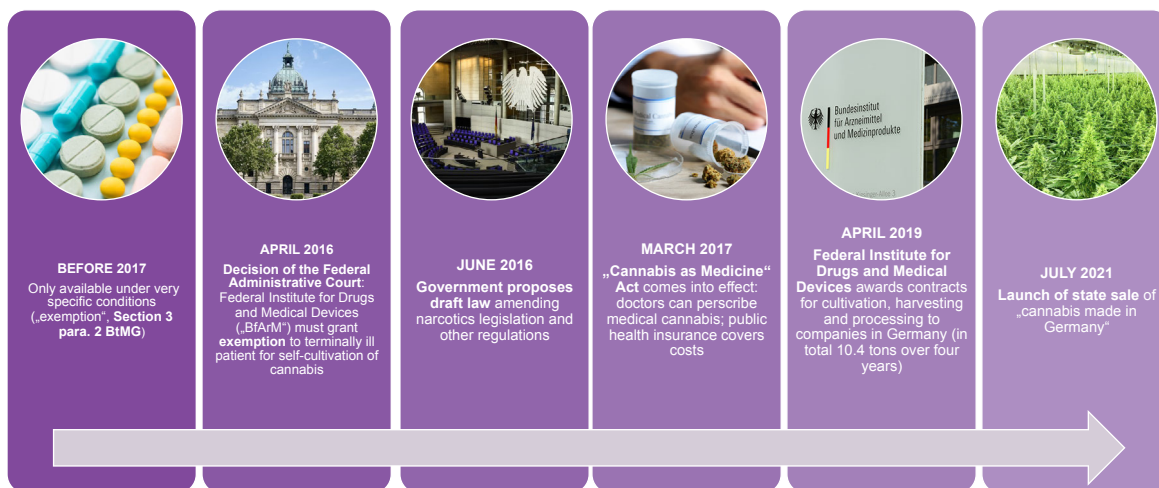 BEFORE 2017
Only available under very
specific conditions
(„exemption“, Section 3
para. 2 BtMG)
APRIL 2016
Decision of the Federal
Administrative Court:
Federal Institute for Drugs
and Medical Devices
(„BfArM“) must grant
exemption to terminally ill
patient for self-cultivation of
cannabis
JUNE 2016
Government proposes
draft law amending
narcotics legislation and
other regulations
MARCH 2017
„Cannabis as Medicine“
Act comes into effect:
doctors can perscribe
medical cannabis; public
health insurance covers
costs
Bundesinstitut
für Arzneimittel
und Medizinprodukte
APRIL 2019
Federal Institute for
Drugs and Medical
Devices awards contracts
for cultivation, harvesting
and processing to
companies in Germany (in
total 10.4 tons over four
years)
JULY 2021
Launch of state sale of
„cannabis made in
Germany“